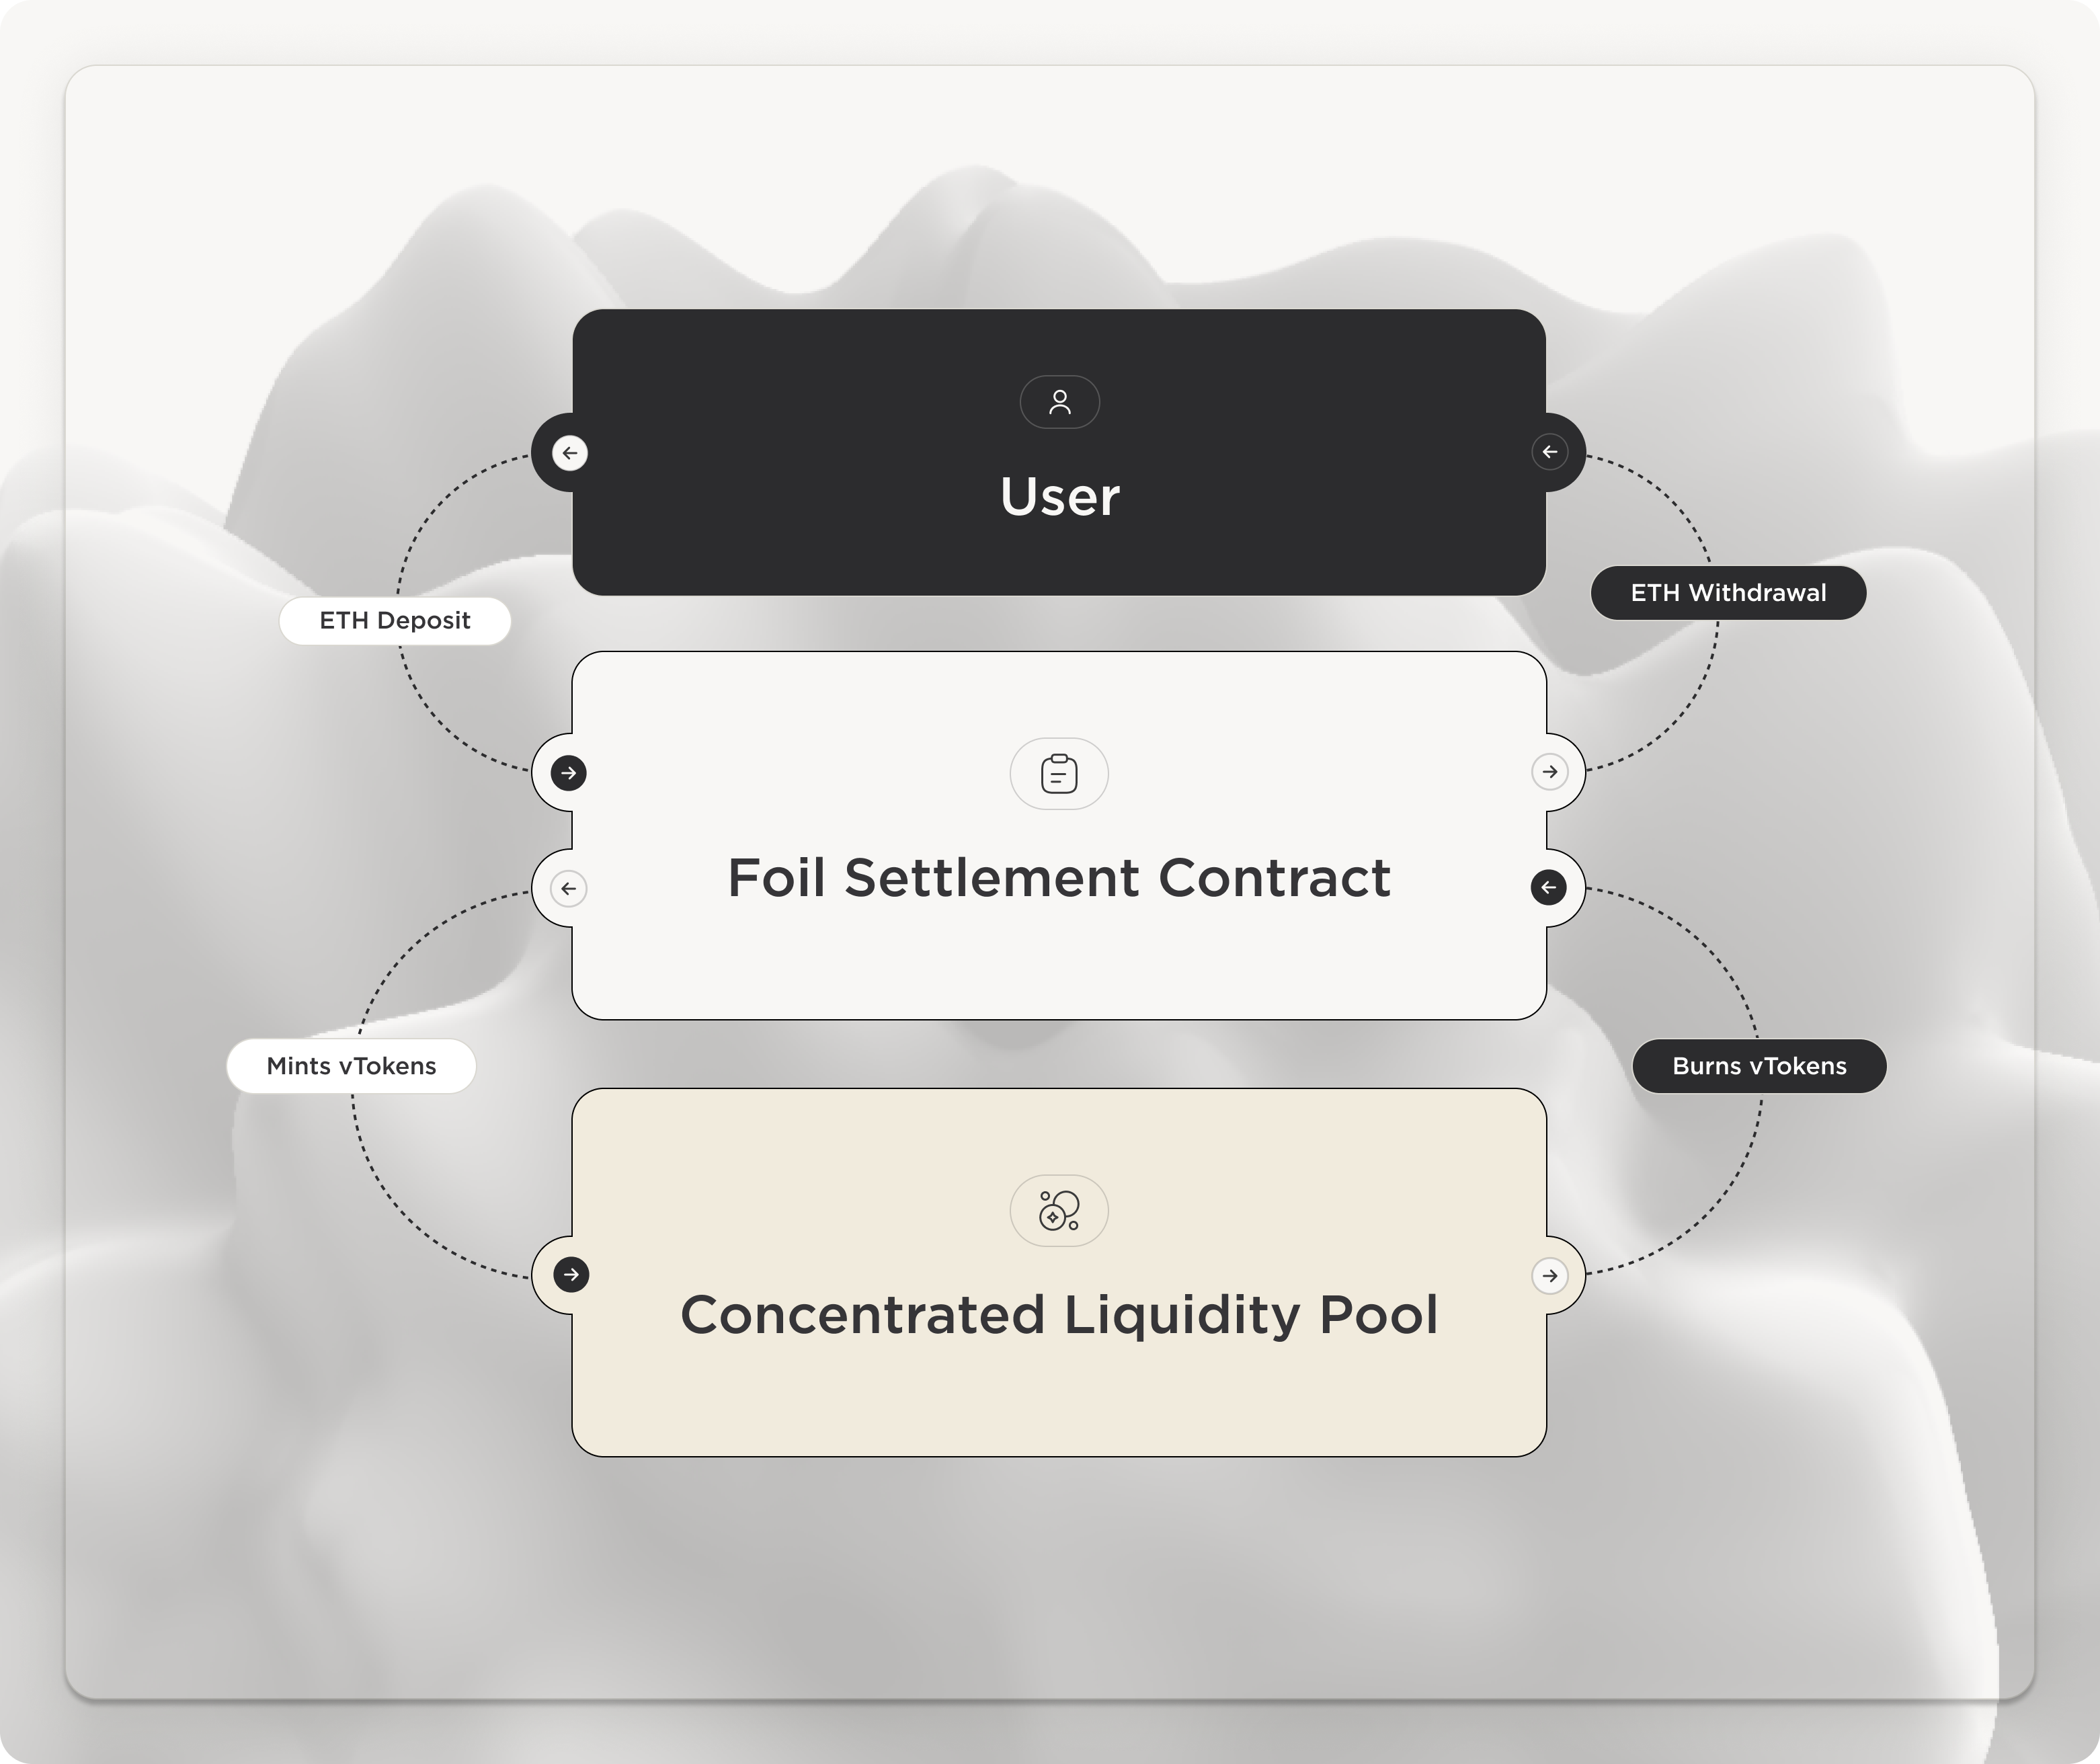 User
ETH Deposit
ETH Withdrawal
Foil Settlement Contract
Mints vTokens
Burns vTokens
Concentrated Liquidity Pool